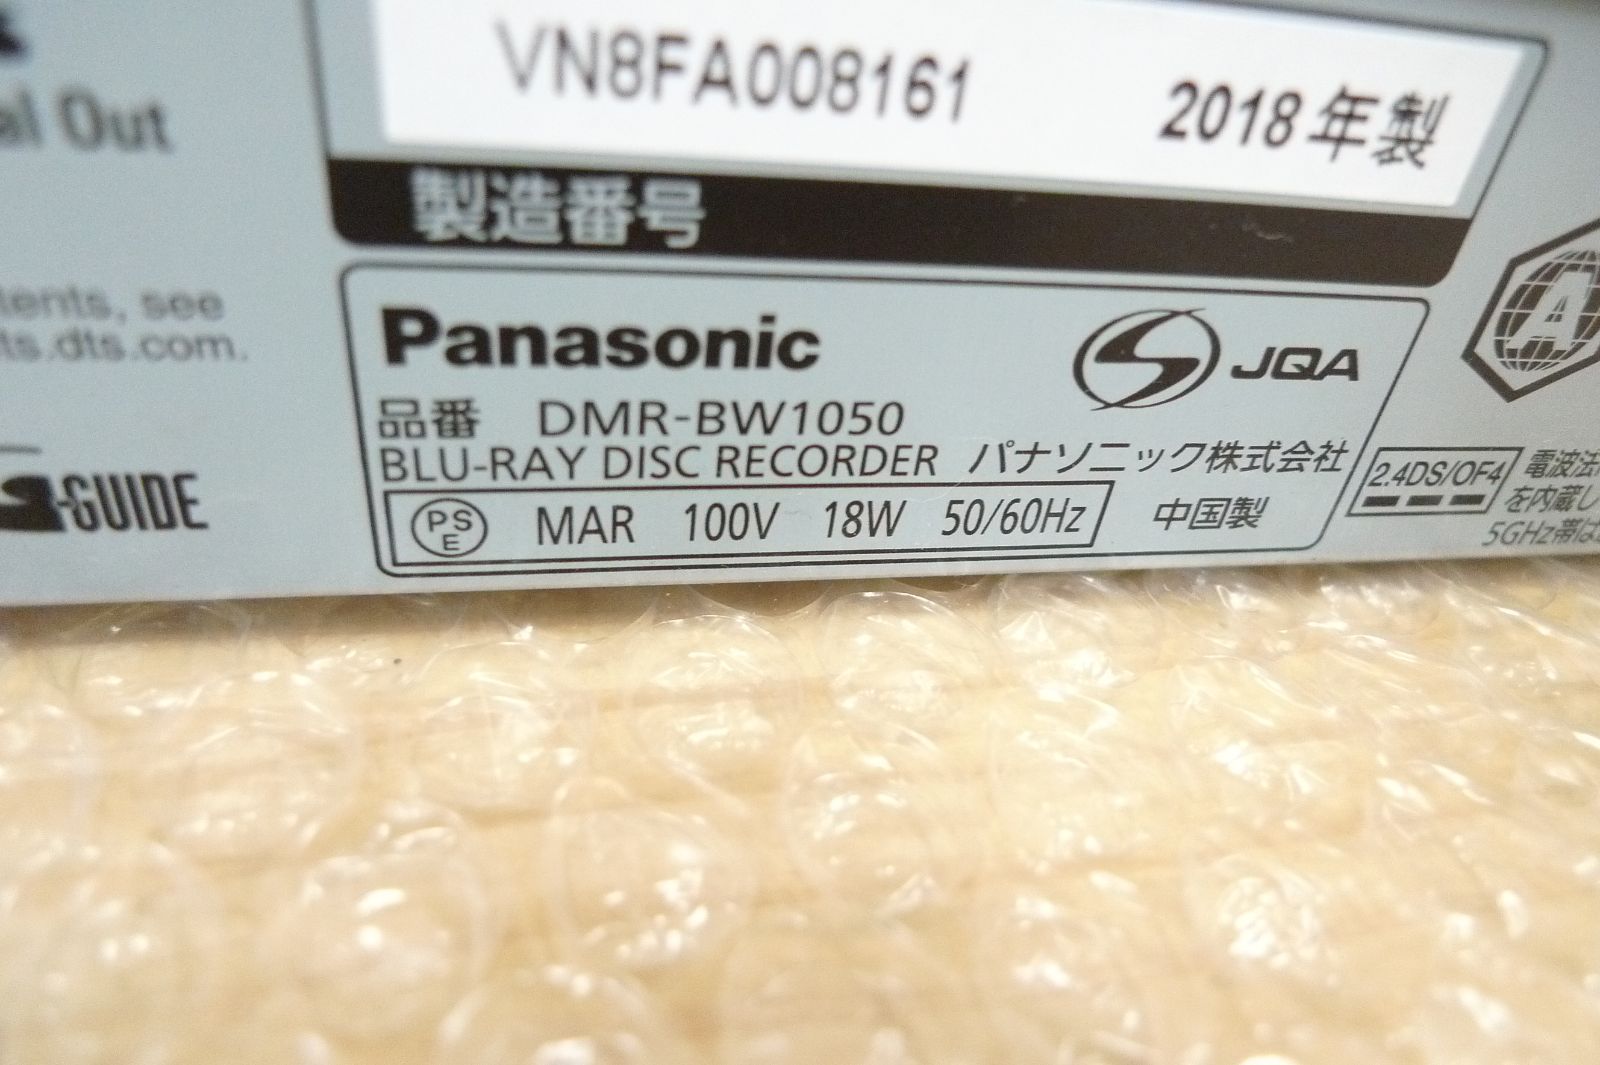 VN8FA008161 2018年製
al Out
製造番号
tents, see
ts.dts.com.
G-GUIDE
Panasonic
JQA
品番 DMR-BW1050
BLU-RAY DISC RECORDER パナソニック株式会社
PSE MAR 100V 18W 50/60Hz 中国製
A
2.4DS/OF4
電波法
を内蔵し
5GHz帯は